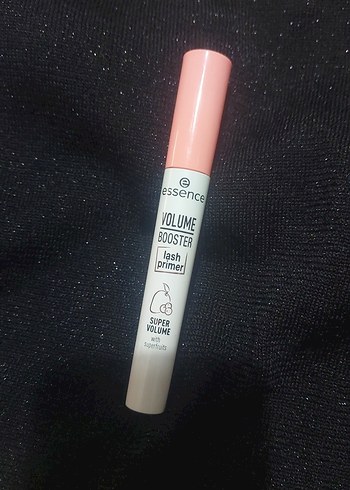 essence
VOLUME
BOOSTER
lash
primer
SUPER
VOLUME
with
superfruits